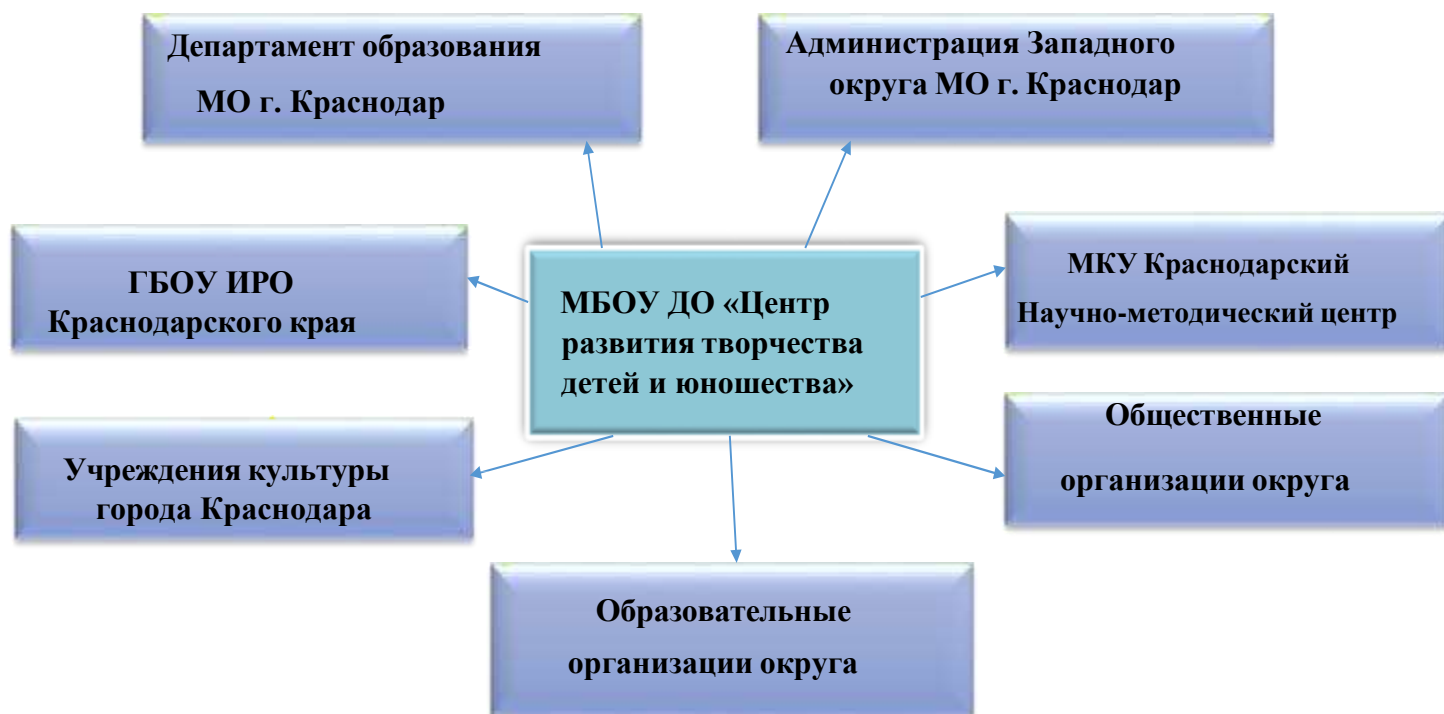 Департамент образования
МО г. Краснодар
Администрация Западного
округа МО г. Краснодар
ГБОУ ИРО
Краснодарского края
МБОУ ДО «Центр
развития творчества
детей и юношества»
МКУ Краснодарский
Научно-методический центр
Учреждения культуры
города Краснодара
Общественные
организации округа
Образовательные
организации округа